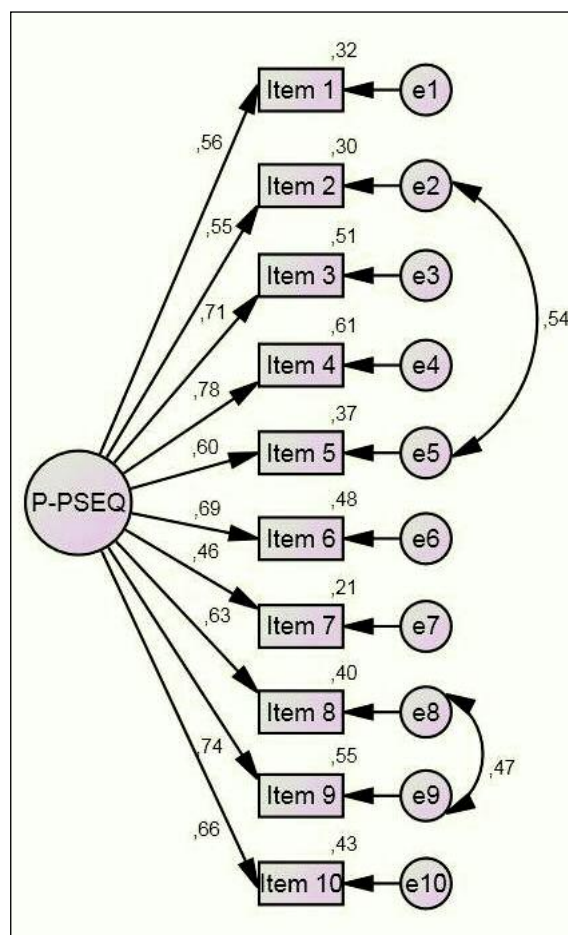 ,32
Item 1
e1
,56
,30
Item 2
e2
,55
,51
Item 3
e3
,71
,54
,61
Item 4
e4
,78
,37
Item 5
e5
,60
P-PSEQ
,48
Item 6
e6
,69
,46
,21
Item 7
e7
,63
,40
Item 8
e8
,74
,55
,47
Item 9
e9
,66
,43
Item 10
e10